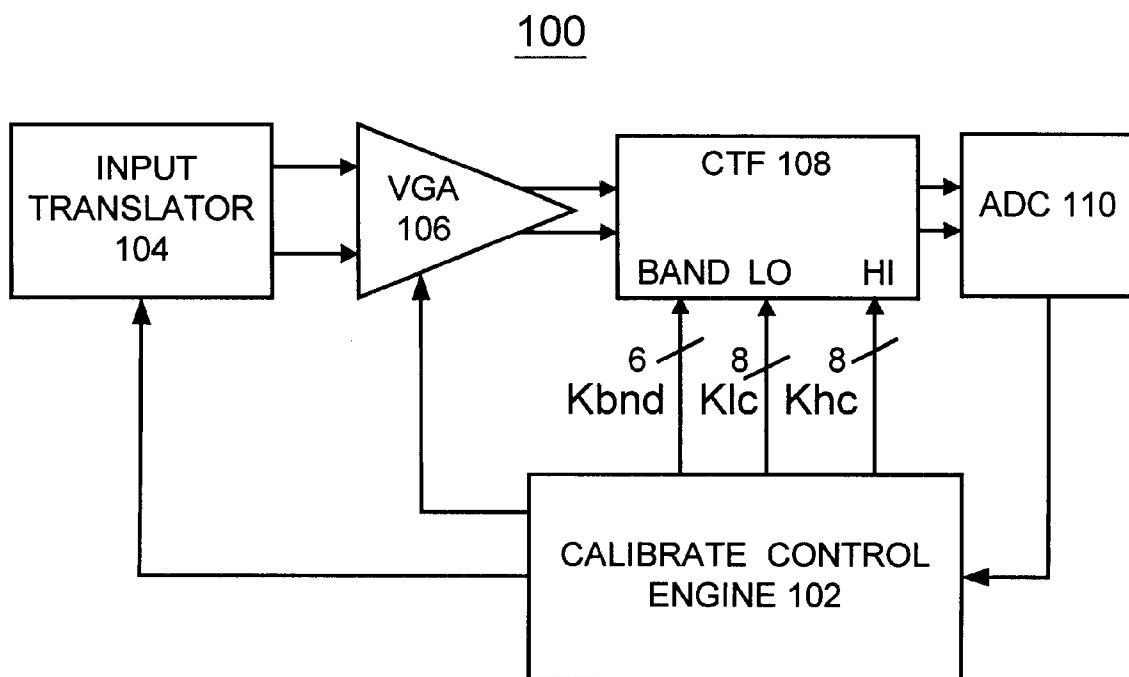 100
INPUT
TRANSLATOR
104
VGA
106
CTF 108
BAND LO HI
ADC 110
6 8 8
Kbnd Klc Khc
CALIBRATE CONTROL
ENGINE 102